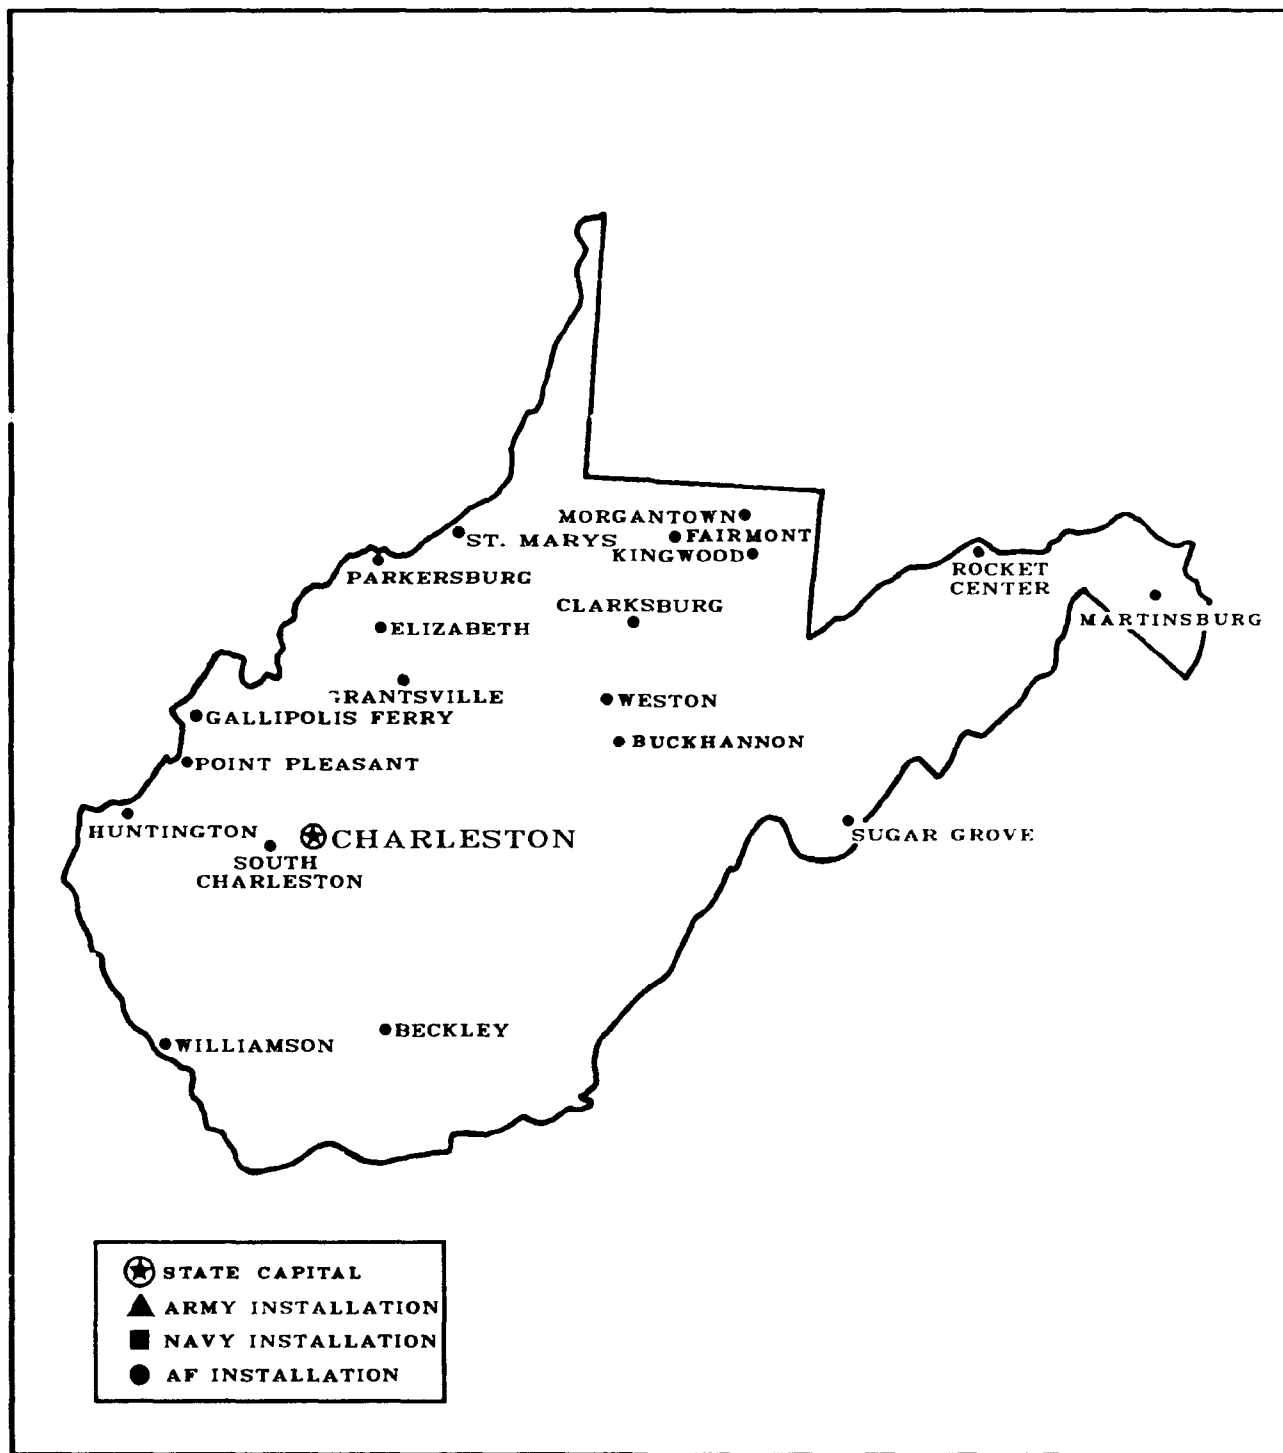 MORGANTOWN
FAIRMONT
ST. MARYS
KINGWOOD
ROCKET
CENTER
PARKERSBURG
CLARKSBURG
MARTINSBURG
ELIZABETH
GRANTSVILLE
WESTON
GALLIPOLIS FERRY
BUCKHANNON
POINT PLEASANT
HUNTINGTON
CHARLESTON
SUGAR GROVE
SOUTH
CHARLESTON
BECKLEY
WILLIAMSON
STATE CAPITAL
ARMY INSTALLATION
NAVY INSTALLATION
AF INSTALLATION